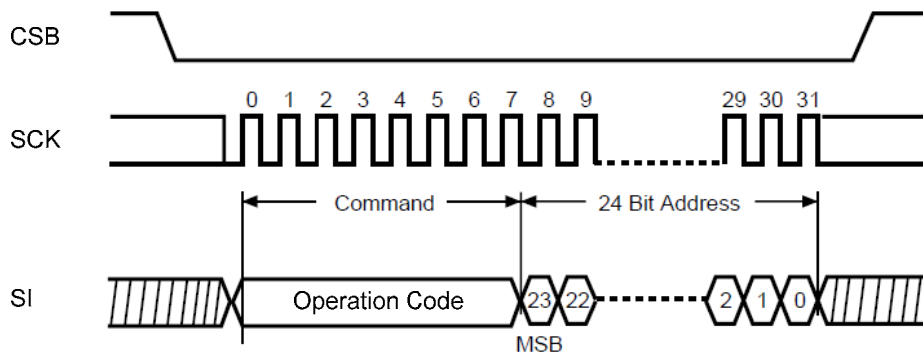 CSB
0 1 2 3 4 5 6 7 8 9 29 30 31
SCK
Command 24 Bit Address
SI Operation Code 23 22 2 1 0
MSB